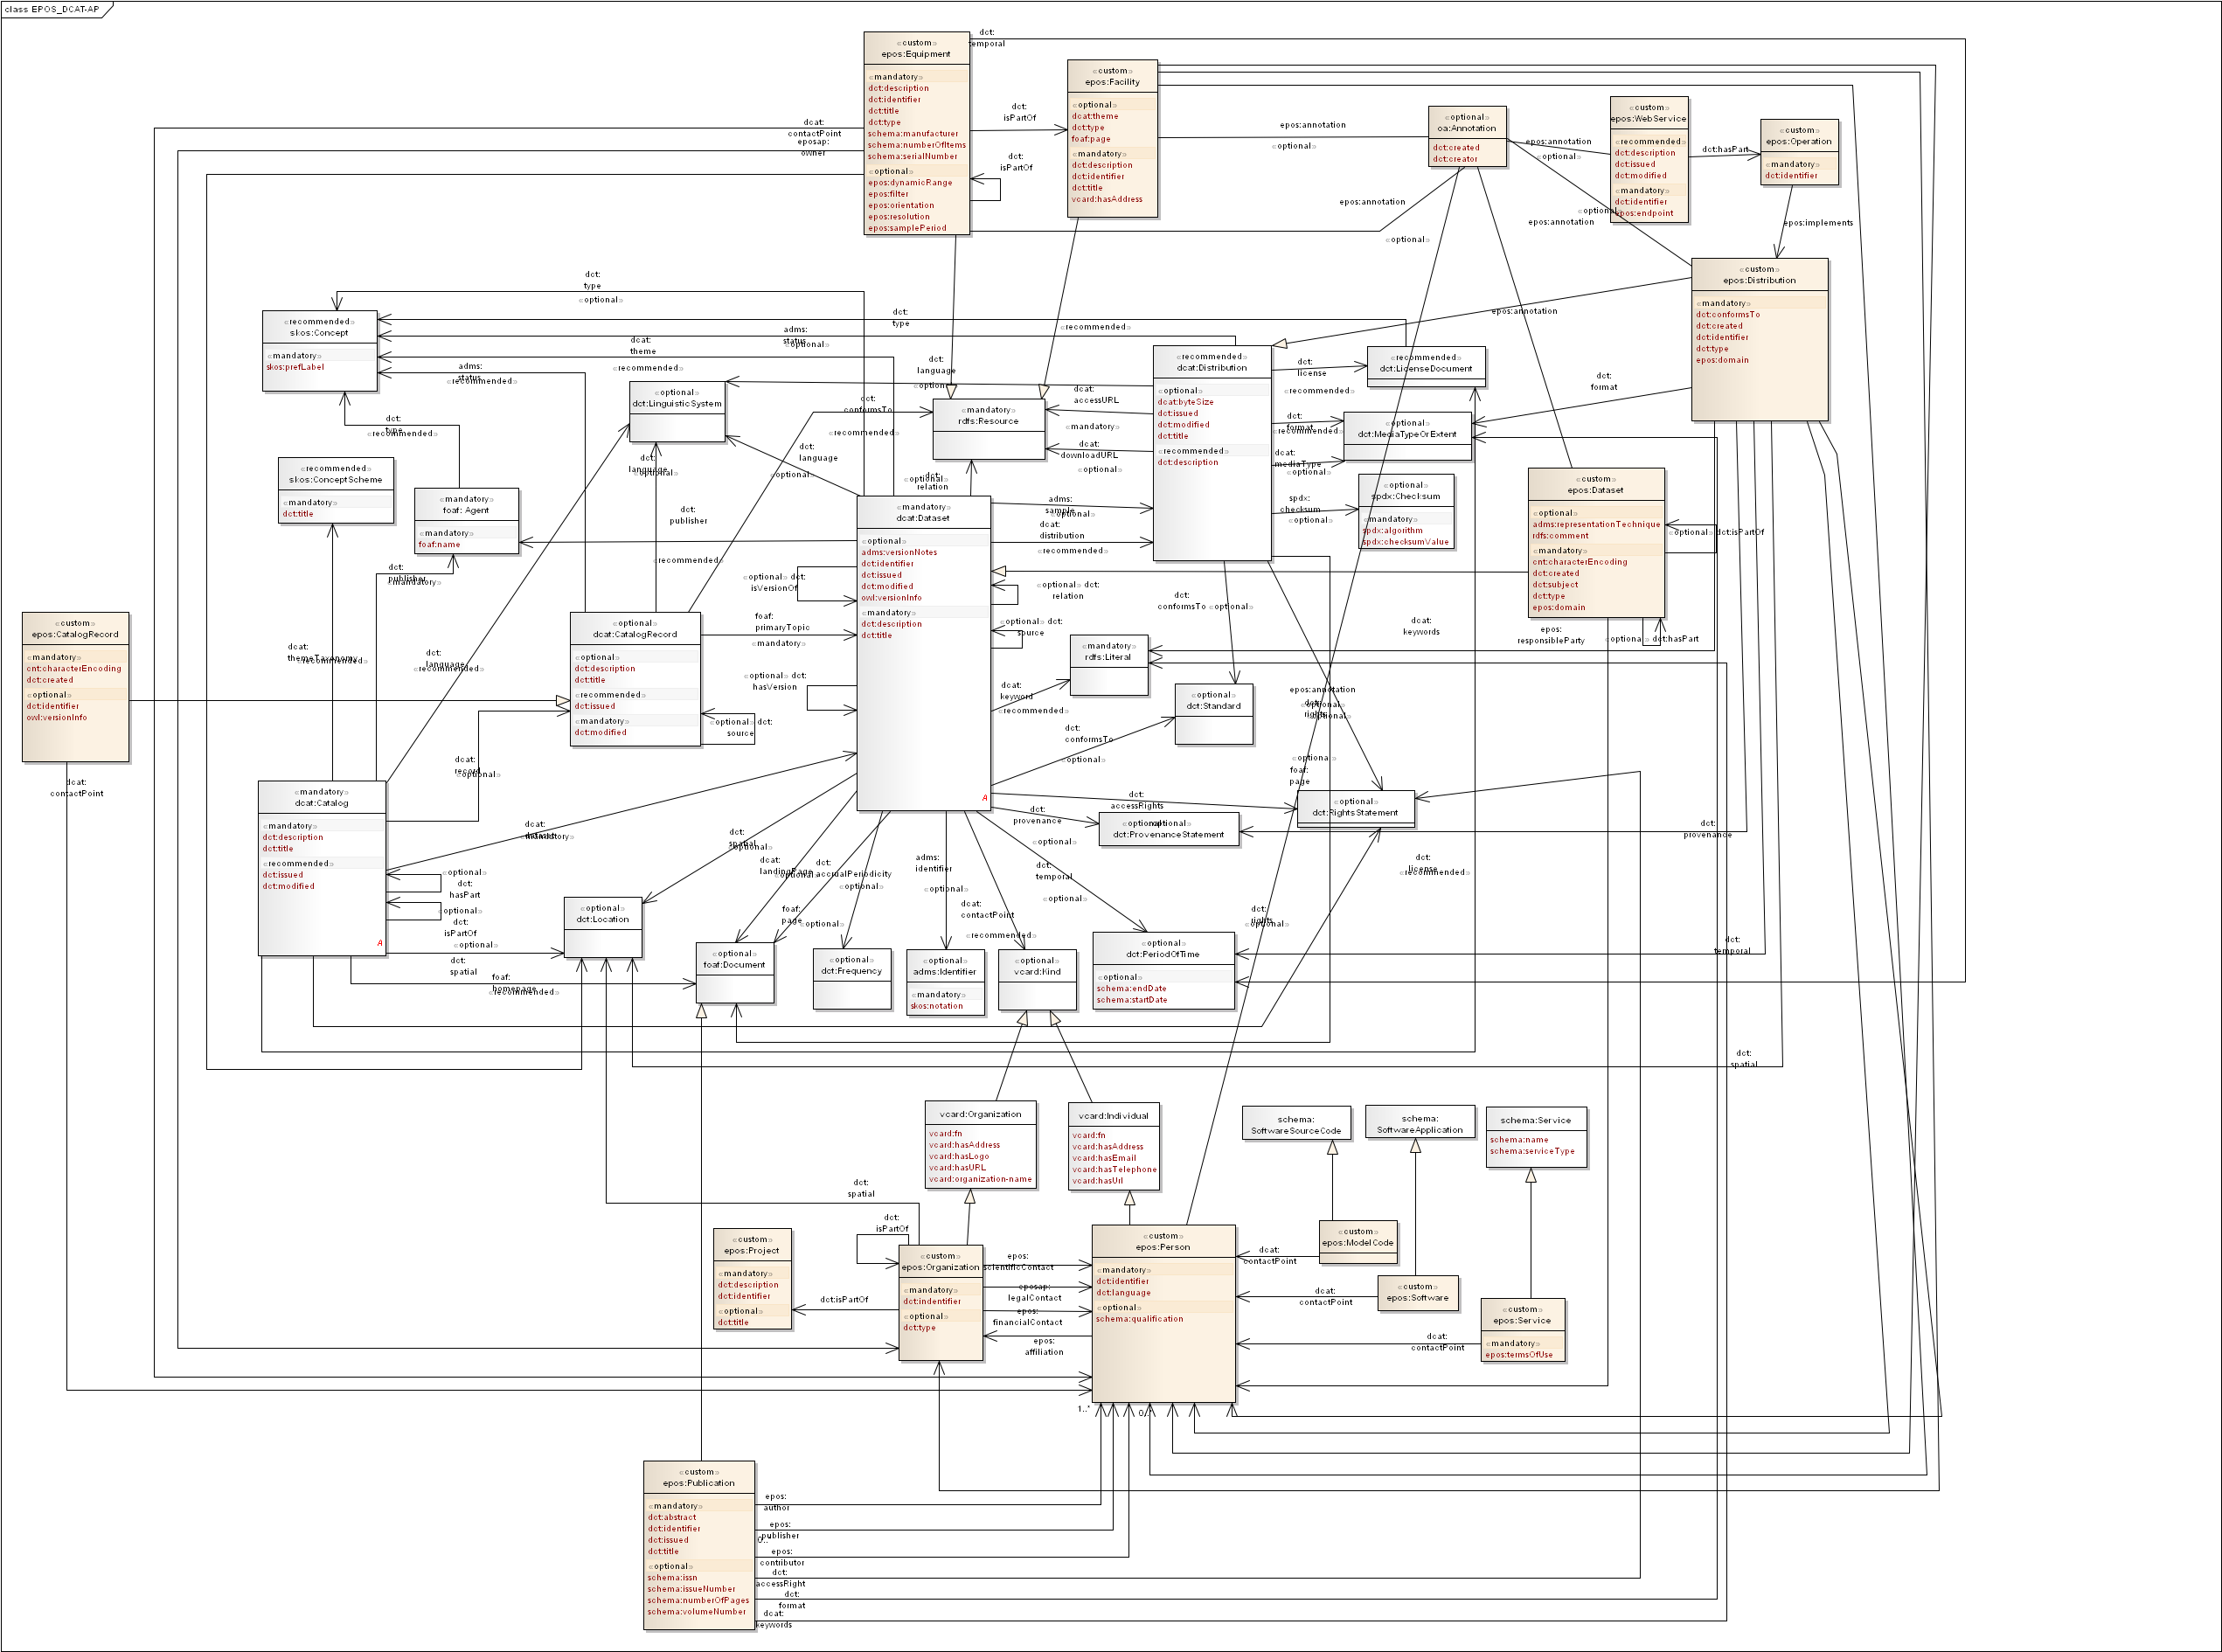 class EPOS_DCAT-AP
«custom»
epos:Equipment
«mandatory»
dct:description
dct:identifier
dct:title
dct:type
schema:manufacturer
schema:numberOfItems
schema:serialNumber
«optional»
epos:dynamicRange
epos:filter
epos:orientation
epos:resolution
epos:samplePeriod
dct:
temporal
dcat:
contactPoint
eposap:
owner
dct:
isPartOf
dct:
isPartOf
«custom»
epos:Facility
«optional»
dcat:theme
dct:type
foaf:page
«mandatory»
dct:description
dct:identifier
dct:title
vcard:hasAddress
epos:annotation
«optional»
«optional»
oa:Annotation
dct:created
dct:creator
epos:annotation
«optional»
«custom»
epos:WebService
«recommended»
dct:description
dct:issued
dct:modified
«mandatory»
dct:identifier
epos:endpoint
dct:hasPart
«custom»
epos:Operation
«mandatory»
dct:identifier
epos:implements
epos:annotation
«optional»
epos:annotation
«optional»
«custom»
epos:Distribution
«mandatory»
dct:conformsTo
dct:created
dct:identifier
dct:type
epos:domain
epos:annotation
dct:
format
dct:
type
«optional»
«recommended»
skos:Concept
«mandatory»
skos:prefLabel
dct:
type
«recommended»
adms:
status
«optional»
dcat:
theme
«recommended»
adms:
status
«recommended»
dct:
type
«recommended»
«optional»
dct:LinguisticSystem
dct:
language
«optional»
dct:
conformsTo
«recommended»
«mandatory»
rdfs:Resource
dcat:
accessURL
«mandatory»
dcat:
downloadURL
«optional»
«recommended»
dcat:Distribution
«optional»
dcat:byteSize
dct:issued
dct:modified
dct:title
«recommended»
dct:description
dct:
license
«recommended»
«recommended»
dct:LicenseDocument
dct:
format
«recommended»
dcat:
mediaType
«optional»
«optional»
dct:MediaTypeOrExtent
spdx:
checksum
«optional»
«optional»
spdx:Checksum
«mandatory»
spdx:algorithm
spdx:checksumValue
«custom»
epos:Dataset
«optional»
adms:representationTechnique
rdfs:comment
«mandatory»
cnt:characterEncoding
dct:created
dct:subject
dct:type
epos:domain
«optional» dct:isPartOf
«optional» dct:hasPart
epos:
responsibleParty
dcat:
keywords
«recommended»
skos:ConceptScheme
«mandatory»
dct:title
«mandatory»
foaf: Agent
«mandatory»
foaf:name
dct:
language
«optional»
dct:
language
«optional»
dct:
publisher
«recommended»
dct:
publisher
«mandatory»
«optional»
dct:
relation
«mandatory»
dcat:Dataset
«optional»
adms:versionNotes
dct:identifier
dct:issued
dct:modified
owl:versionInfo
«mandatory»
dct:description
dct:title
A
adms:
sample
«optional»
dcat:
distribution
«recommended»
«optional» dct:
isVersionOf
«optional» dct:
relation
«optional» dct:
source
«optional» dct:
hasVersion
dct:
conformsTo «optional»
foaf:
primaryTopic
«mandatory»
«custom»
epos:CatalogRecord
«mandatory»
cnt:characterEncoding
dct:created
«optional»
dct:identifier
owl:versionInfo
dcat:
contactPoint
dcat:
themeTaxonomy
«recommended»
dct:
language
«recommended»
«optional»
dcat:CatalogRecord
«optional»
dct:description
dct:title
«recommended»
dct:issued
«mandatory»
dct:modified
«optional» dct:
source
dcat:
record
«optional»
«mandatory»
rdfs:Literal
dcat:
keyword
«recommended»
«optional»
dct:Standard
dct:
conformsTo
«optional»
epos:annotation
«optional»
dct:
rights
«optional»
«optional»
foaf:
page
«mandatory»
dcat:Catalog
«mandatory»
dct:description
dct:title
«recommended»
dct:issued
dct:modified
A
«optional»
dct:
hasPart
«optional»
dct:
isPartOf
«optional»
dct:
spatial
foaf:
homepage
«recommended»
dcat:
dataset
«mandatory»
dct:
spatial
«optional»
dcat:
landingPage
«optional»
dct:
accrualPeriodicity
«optional»
foaf:
page
«optional»
adms:
identifier
«optional»
dcat:
contactPoint
«recommended»
dct:
accessRights
dct:
provenance
«optional»
«optional»
«optional»
dct:ProvenanceStatement
«optional»
dct:RightsStatement
dct:
provenance
dct:
license
«recommended»
dct:
temporal
«optional»
dct:
rights
«optional»
dct:
temporal
«optional»
dct:Location
«optional»
foaf:Document
«optional»
dct:Frequency
«optional»
adms:Identifier
«mandatory»
skos:notation
«optional»
vcard:Kind
«optional»
dct:PeriodOfTime
«optional»
schema:endDate
schema:startDate
dct:
spatial
vcard:Organization
vcard:fn
vcard:hasAddress
vcard:hasLogo
vcard:hasURL
vcard:organization-name
vcard:Individual
vcard:fn
vcard:hasAddress
vcard:hasEmail
vcard:hasTelephone
vcard:hasUrl
schema:
SoftwareSourceCode
schema:
SoftwareApplication
schema:Service
schema:name
schema:serviceType
dct:
spatial
dct:
isPartOf
«custom»
epos:Project
«mandatory»
dct:description
dct:identifier
«optional»
dct:title
dct:isPartOf
«custom»
epos:Organization
«mandatory»
dct:indentifier
«optional»
dct:type
epos:
scientificContact
eposap:
legalContact
epos:
financialContact
epos:
affiliation
«custom»
epos:Person
«mandatory»
dct:identifier
dct:language
«optional»
schema:qualification
1..*
0..*
«custom»
epos:ModelCode
dcat:
contactPoint
«custom»
epos:Software
dcat:
contactPoint
«custom»
epos:Service
«mandatory»
epos:termsOfUse
dcat:
contactPoint
«custom»
epos:Publication
«mandatory»
dct:abstract
dct:identifier
dct:issued
dct:title
«optional»
schema:issn
schema:issueNumber
schema:numberOfPages
schema:volumeNumber
epos:
author
epos:
publisher
epos:
contributor
dct:
accessRight
dct:
format
dcat:
keywords